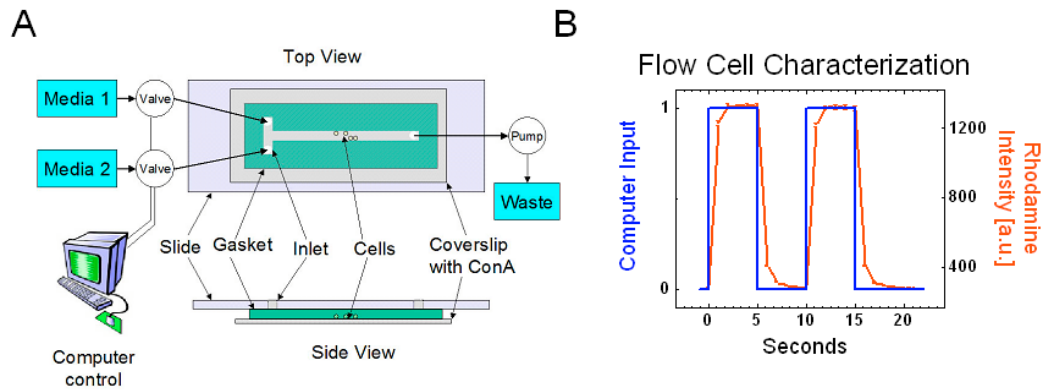 A
Top View
Media 1
Valve
Media 2
Valve
Pump
Waste
Slide
Gasket
Inlet
Cells
Coverslip
with ConA
Computer
control
Side View
B
Flow Cell Characterization
Computer Input
1
0
1200
800
400
Rhodamine
Intensity [a.u.]
0
5
10
15
20
Seconds